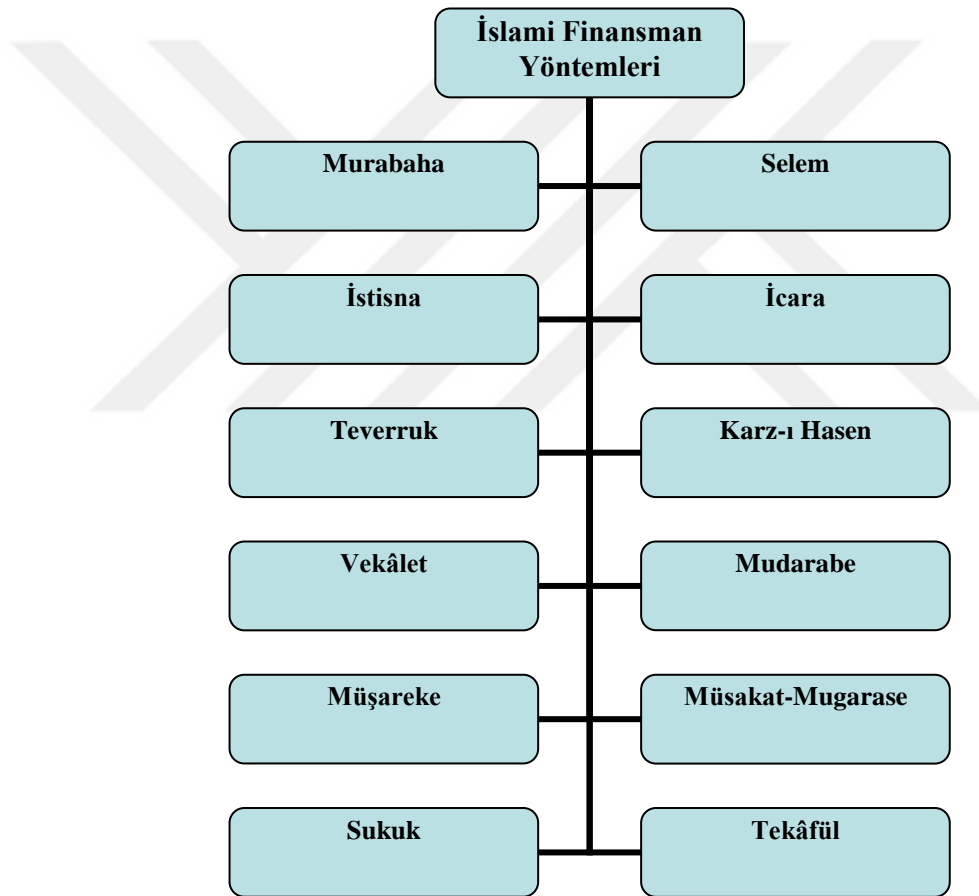 İslami Finansman
Yöntemleri
Murabaha
Selem
İstisna
İcara
Teverruk
Karz-ı Hasen
Vekâlet
Mudarabe
Müşareke
Müsakat-Mugarase
Sukuk
Tekâfül